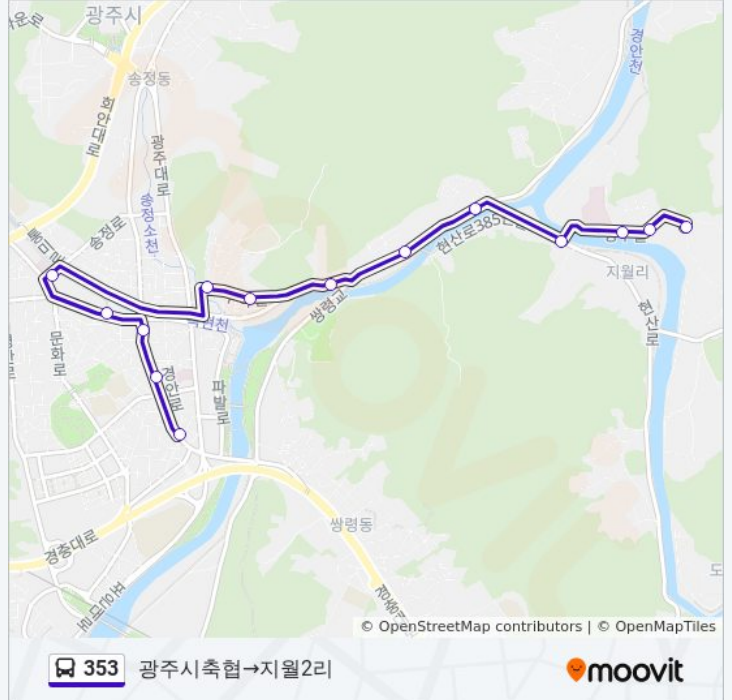 광주시
경안천
송정동
회안대로
광주대로
송정소천
송정로
현산로385번길
지월리
쌍령교
현산로
문화로
경안로
파발로
쌍령동
경충대로
© OpenStreetMap contributors | © OpenMapTiles
353 광주시축협→지월2리 moovit